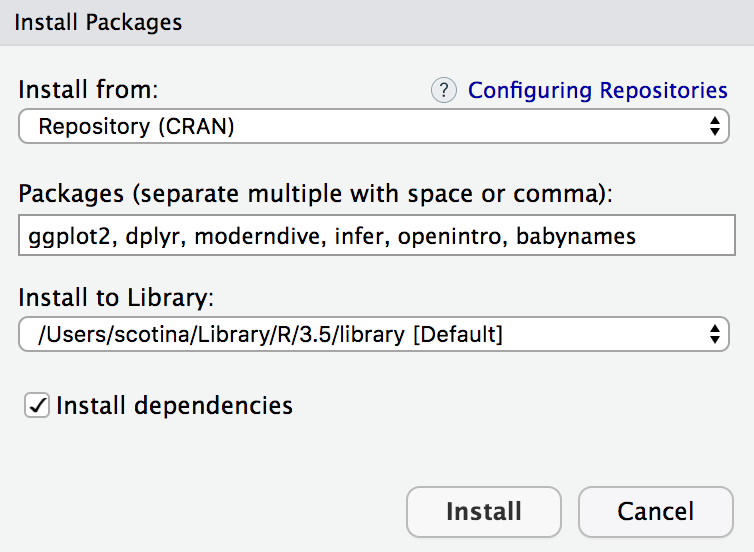 Install Packages
Install from:
? Configuring Repositories
Repository (CRAN)
Packages (separate multiple with space or comma):
ggplot2, dplyr, moderndive, infer, openintro, babynames
Install to Library:
/Users/scotina/Library/R/3.5/library [Default]
Install dependencies
Install
Cancel